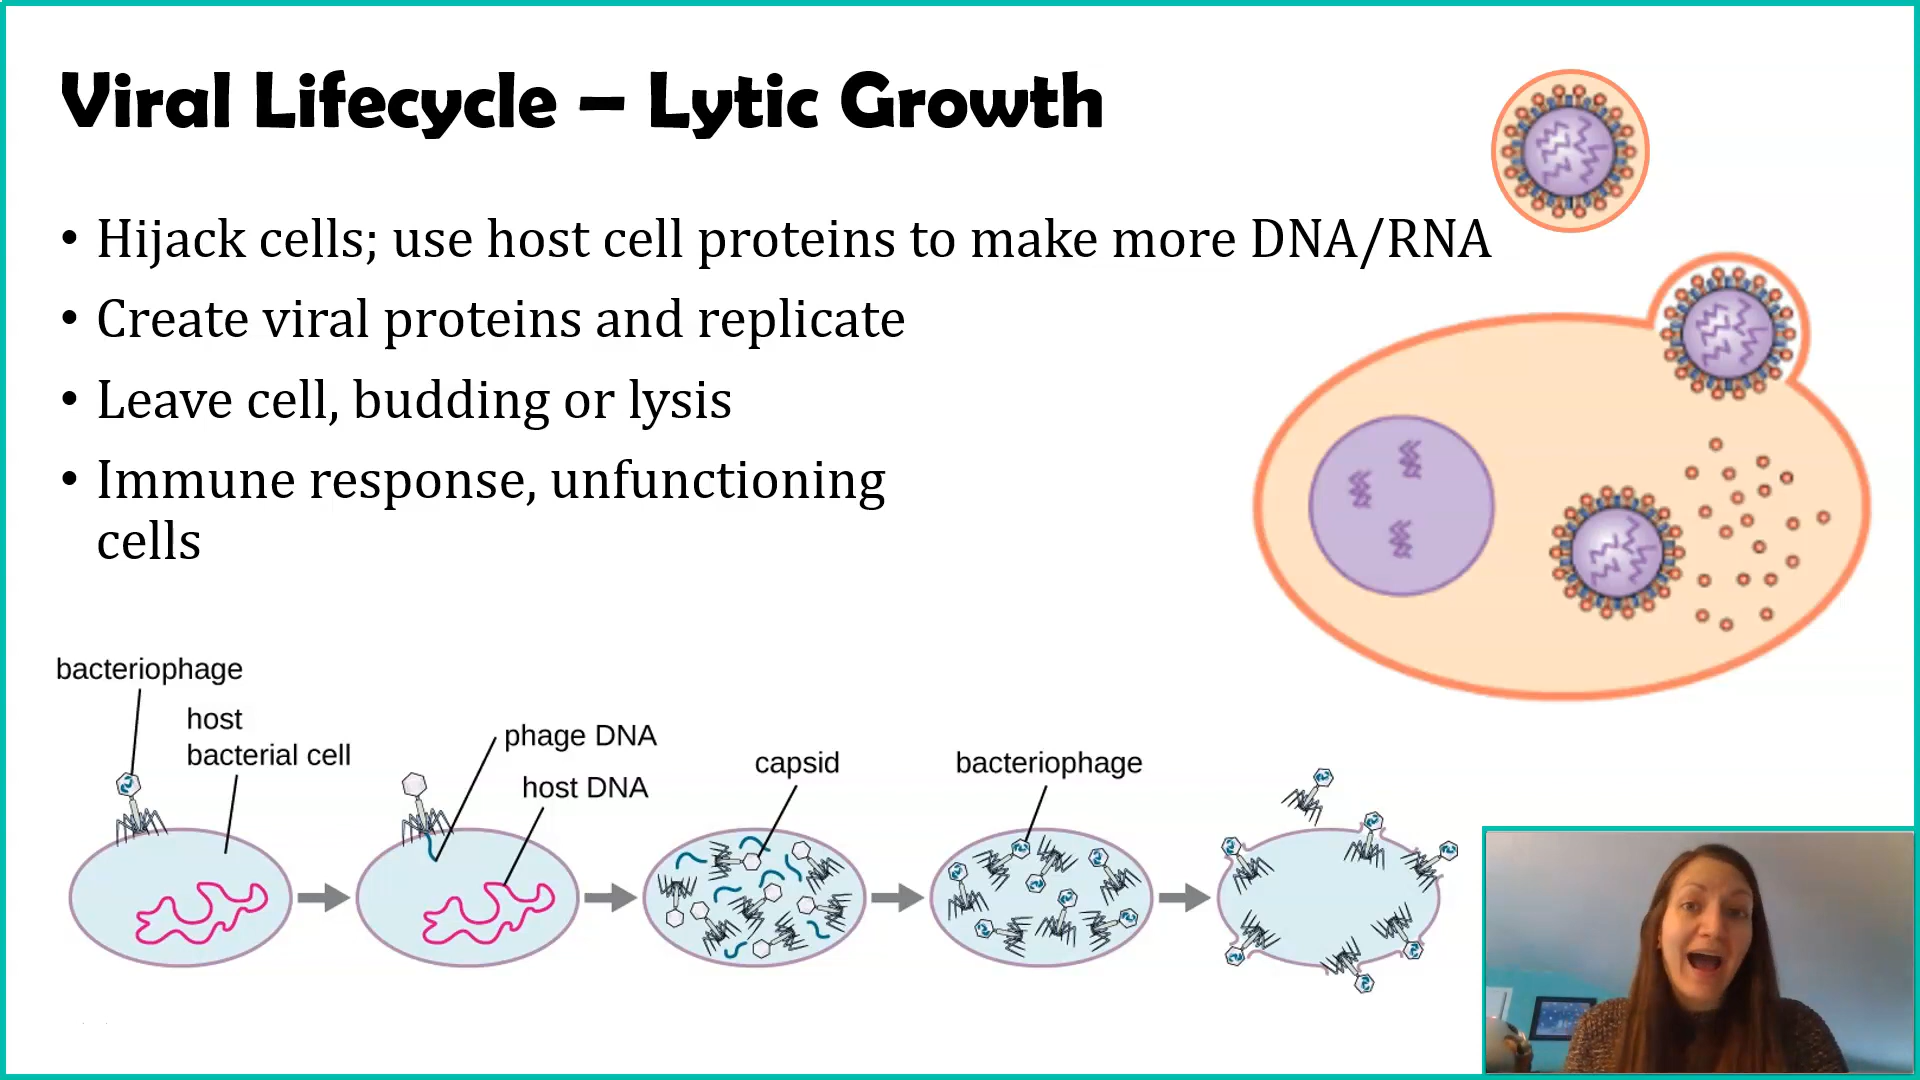 Viral Lifecycle – Lytic Growth
• Hijack cells; use host cell proteins to make more DNA/RNA
• Create viral proteins and replicate
• Leave cell, budding or lysis
• Immune response, unfunctioning
cells
bacteriophage
host
bacterial cell
phage DNA
host DNA
capsid
bacteriophage